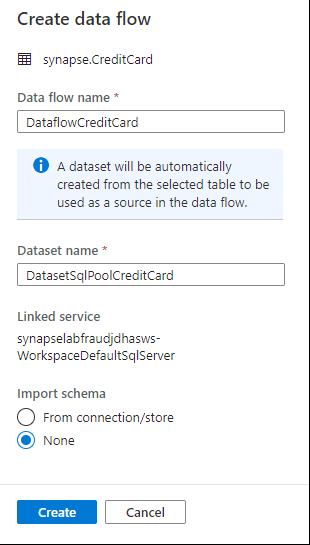 Create data flow
synapse.CreditCard
Data flow name *
DataflowCreditCard
A dataset will be automatically
created from the selected table to be
used as a source in the data flow.
Dataset name *
DatasetSqlPoolCreditCard
Linked service
synapselabfraudjdhasws-
WorkspaceDefaultSqlServer
Import schema
From connection/store
None
Create
Cancel